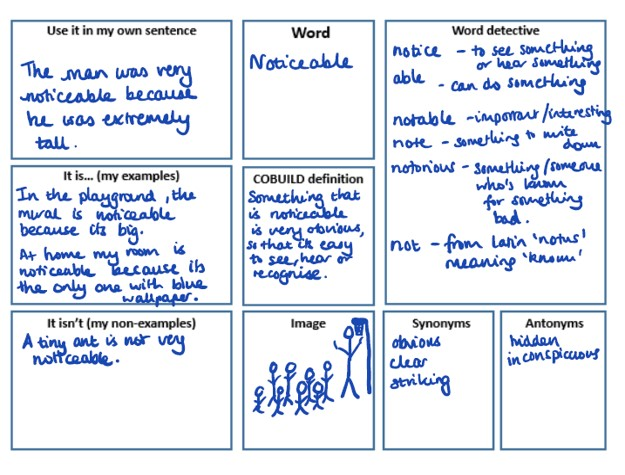 Use it in my own sentence
The man was very
noticeable because
he was extremely
tall.
Word
Noticeable
Word detective
notice - to see something
or hear something
able - can do something
notable - important/interesting
note - something to write
down
notorious - something/someone
who's known
for something
bad.
not - from Latin 'notus'
meaning 'known'
It is... (my examples)
In the playground, the
mural is noticeable
because its big.
At home my room is
noticeable because it's
the only one with blue
wallpaper.
COBUILD definition
Something that
is noticeable
is very obvious,
so that it's easy
to see, hear or
recognise.
It isn't (my non-examples)
A tiny ant is not very
noticeable.
Image
Synonyms
obvious
clear
striking
Antonyms
hidden
inconspicuous